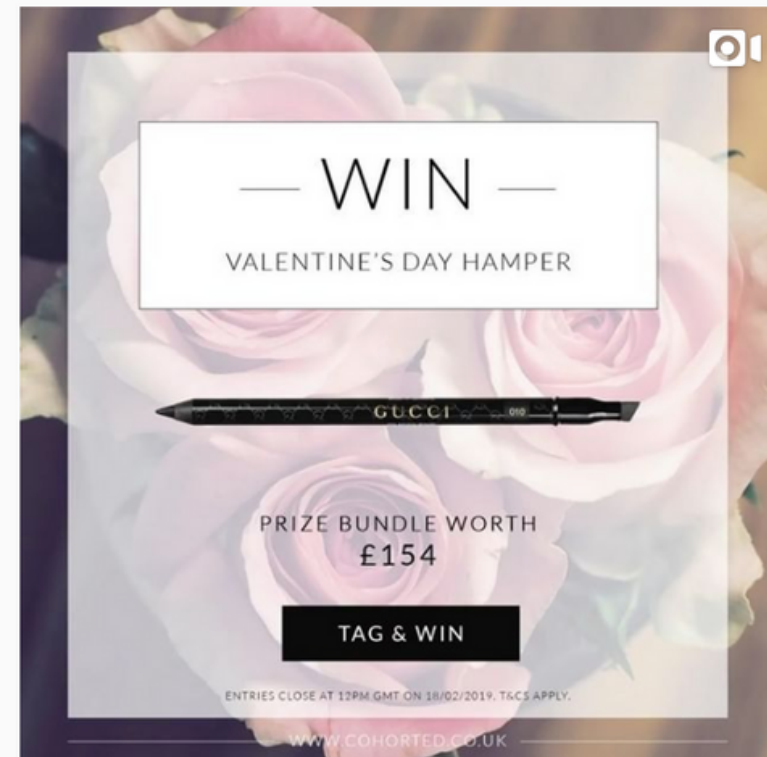 WIN
VALENTINE'S DAY HAMPER
GUCCI 010
PRIZE BUNDLE WORTH
£154
TAG & WIN
ENTRIES CLOSE AT 12PM GMT ON 18/02/2019. T&CS APPLY.
WWW.COHORTED.CO.UK